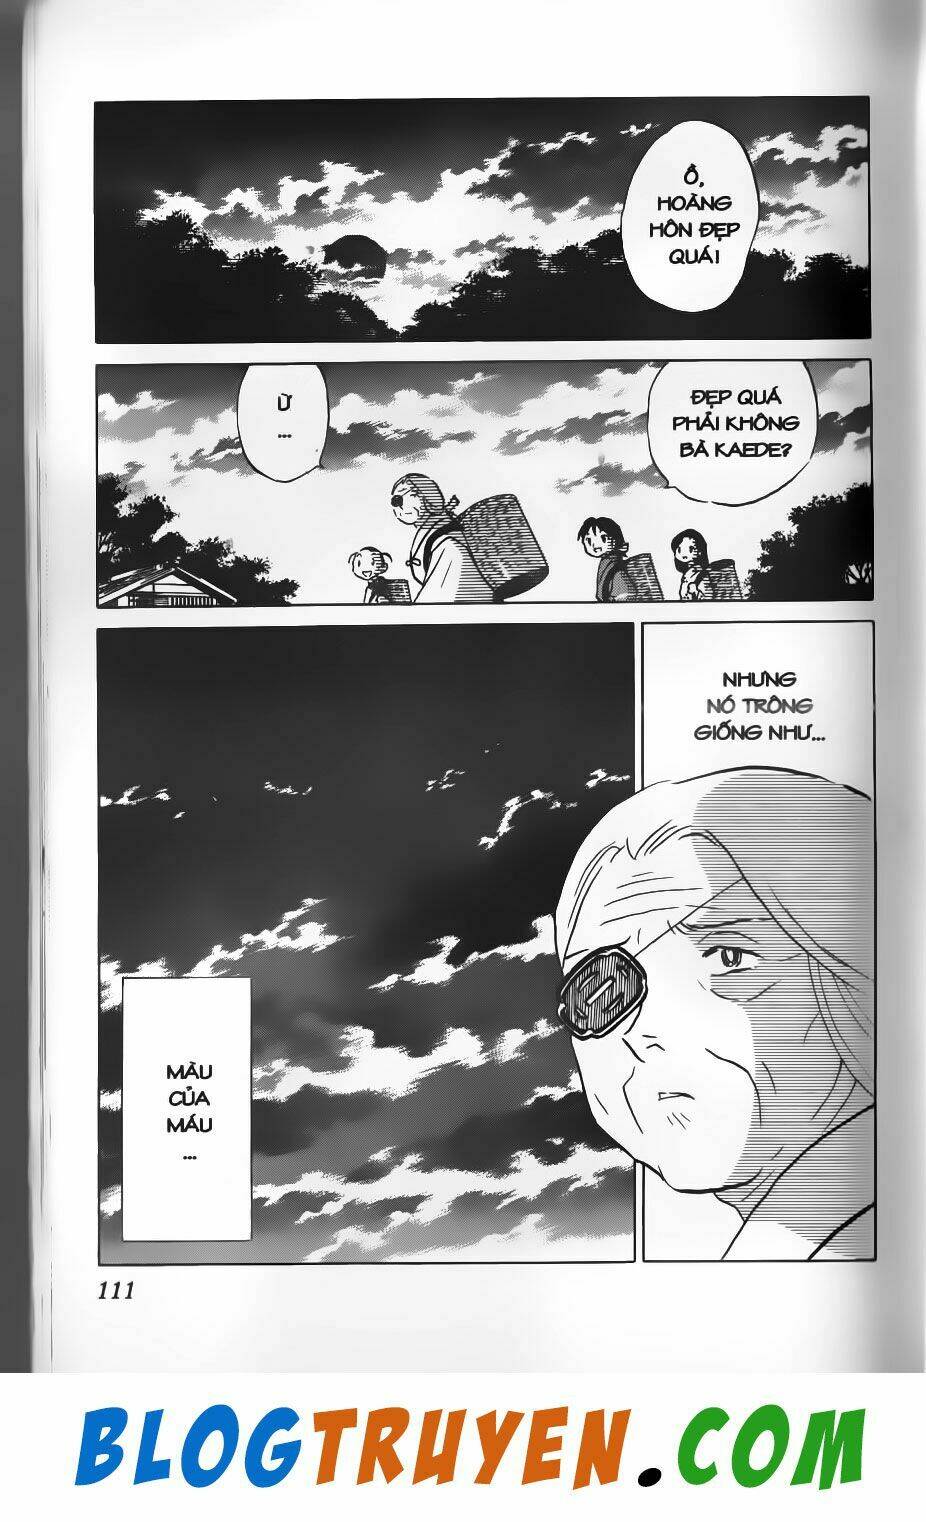 Ồ,
HOÀNG
HÔN ĐẸP
QUÁ!
Ừ
...
ĐẸP QUÁ
PHẢI KHÔNG
BÀ KAEDE?
NHƯNG
NÓ TRÔNG
GIỐNG NHƯ...
MÀU
CỦA
MÁU
...
111
BLOGTRUYEN.COM